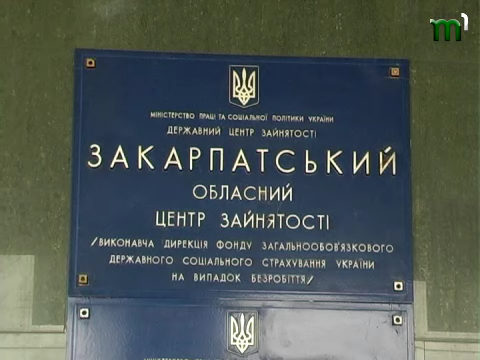 m1
МІНІСТЕРСТВО ПРАЦІ ТА СОЦІАЛЬНОЇ ПОЛІТИКИ УКРАЇНИ
ДЕРЖАВНИЙ ЦЕНТР ЗАЙНЯТОСТІ
ЗАКАРПАТСЬКИЙ
ОБЛАСНИЙ
ЦЕНТР ЗАЙНЯТОСТІ
/ВИКОНАВЧА ДИРЕКЦІЯ ФОНДУ ЗАГАЛЬНООБОВ'ЯЗКОВОГО
ДЕРЖАВНОГО СОЦІАЛЬНОГО СТРАХУВАННЯ УКРАЇНИ
НА ВИПАДОК БЕЗРОБІТТЯ/